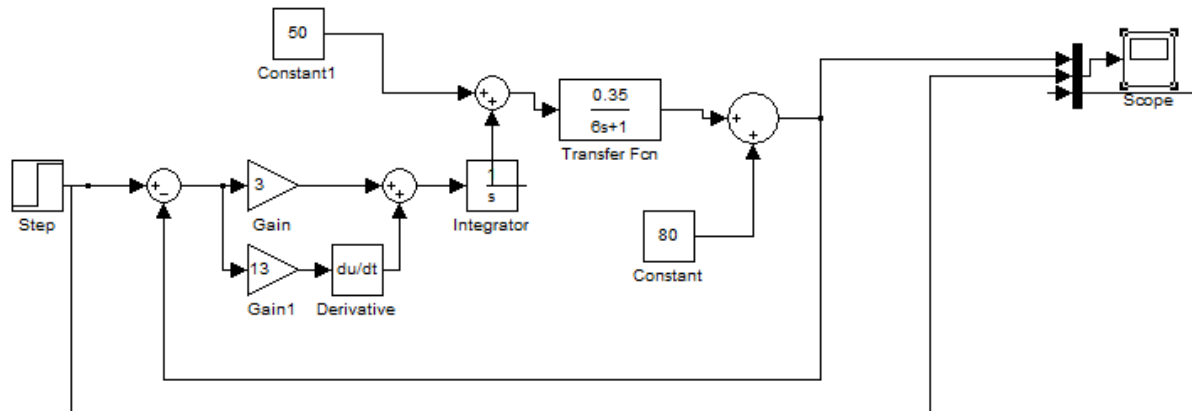 50
Constant1
+
+
0.35
6s+1
Transfer Fcn
+
+
Scope
Step
+
−
3
Gain
+
+
1
s
Integrator
13
Gain1
du/dt
Derivative
80
Constant